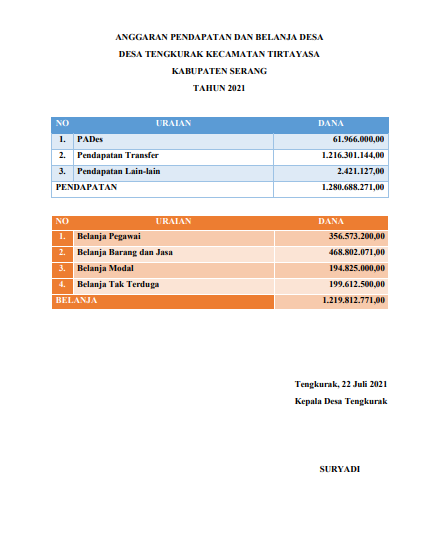 ANGGARAN PENDAPATAN DAN BELANJA DESA
DESA TENGKURAK KECAMATAN TIRTAYASA
KABUPATEN SERANG
TAHUN 2021
NO URAIAN DANA
1. PADes 61.966.000,00
2. Pendapatan Transfer 1.216.301.144,00
3. Pendapatan Lain-lain 2.421.127,00
PENDAPATAN 1.280.688.271,00
NO URAIAN DANA
1. Belanja Pegawai 356.573.200,00
2. Belanja Barang dan Jasa 468.802.071,00
3. Belanja Modal 194.825.000,00
4. Belanja Tak Terduga 199.612.500,00
BELANJA 1.219.812.771,00
Tengkurak, 22 Juli 2021
Kepala Desa Tengkurak
SURYADI